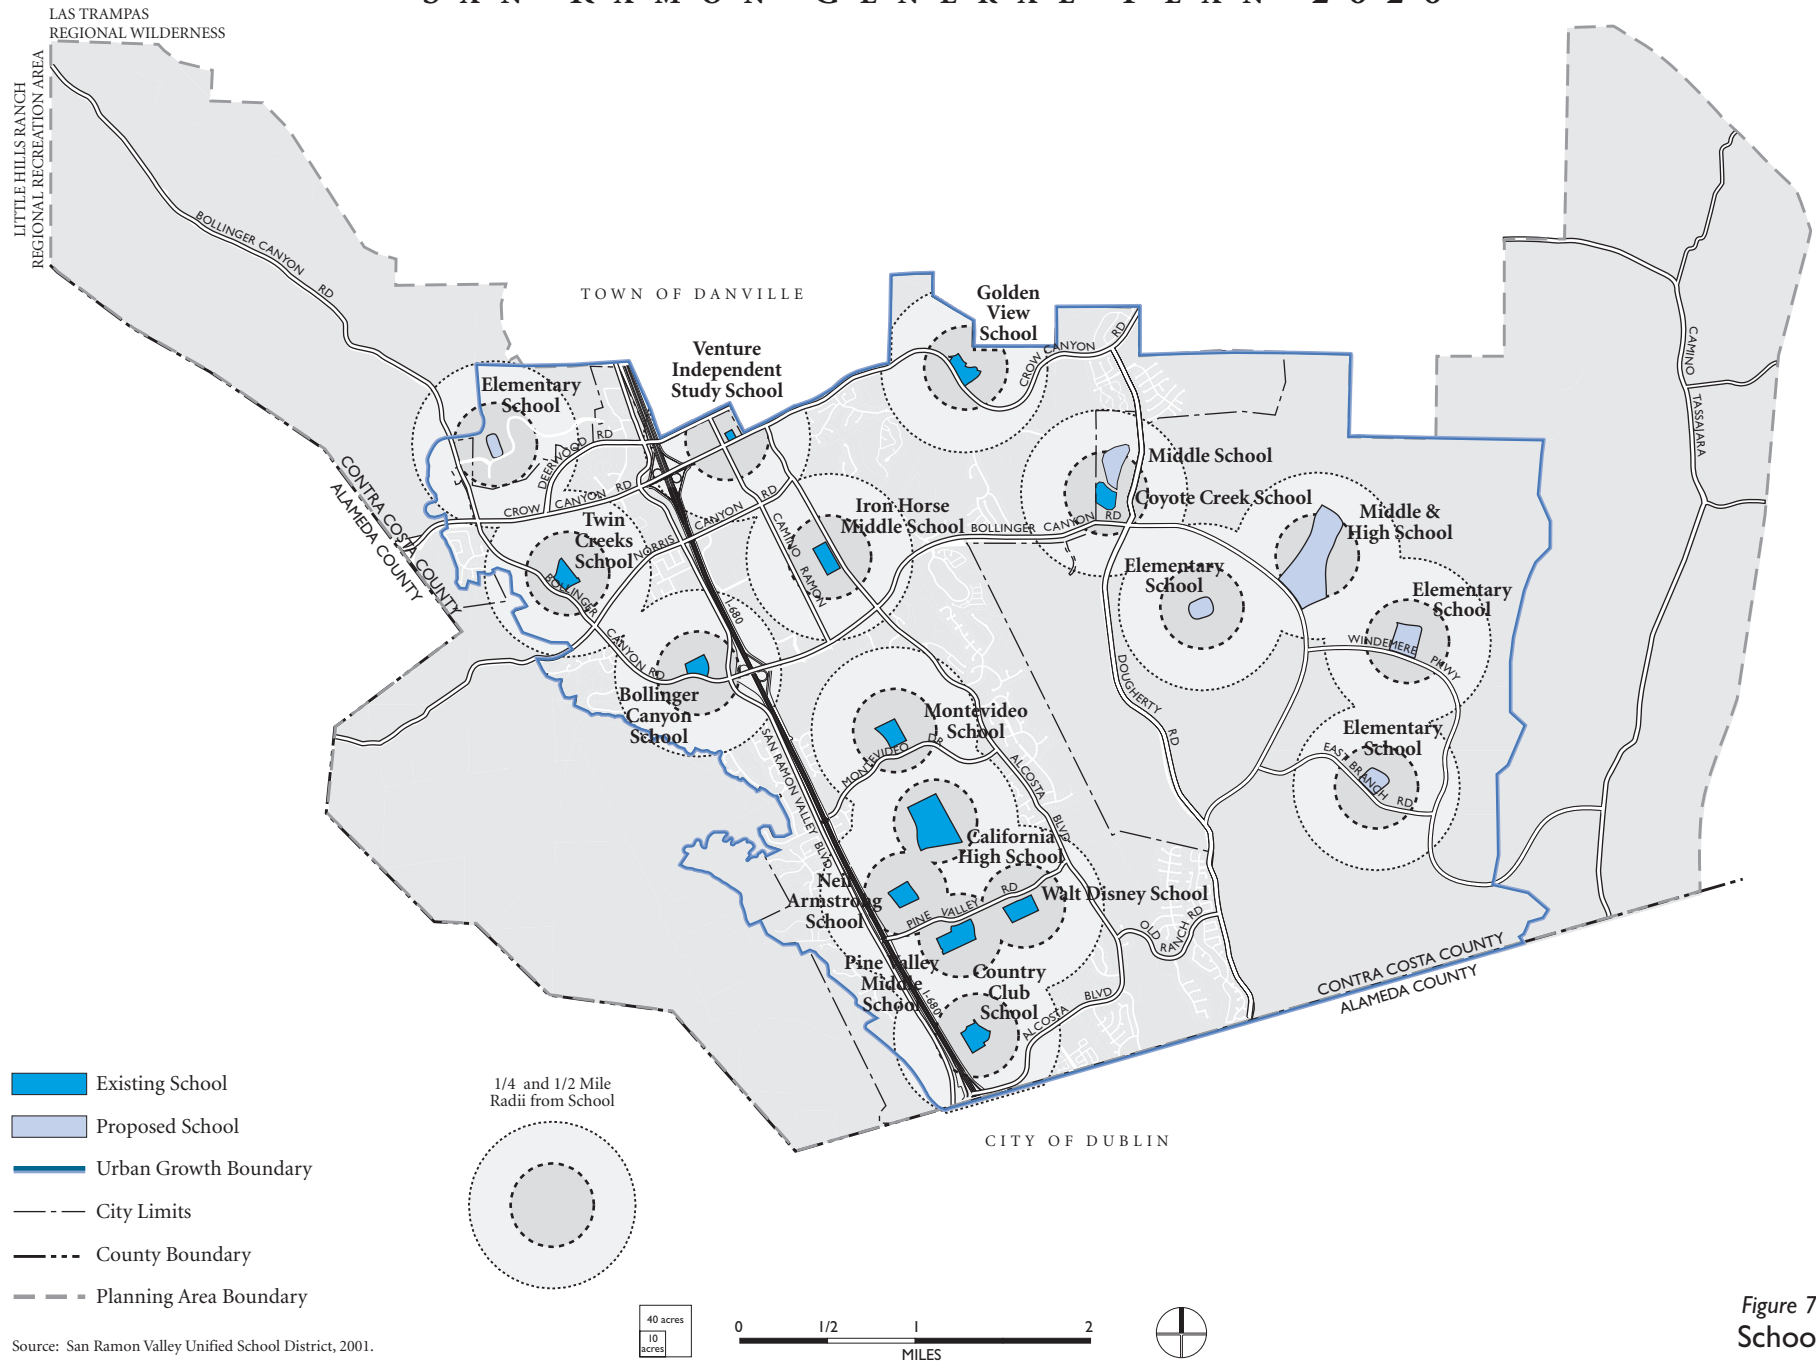 SAN RAMON GENERAL PLAN 2020
LAS TRAMPAS
REGIONAL WILDERNESS
LITTLE HILLS RANCH
REGIONAL RECREATION AREA
BOLLINGER CANYON
RD
TOWN OF DANVILLE
Golden
View
School
Venture
Independent
Study School
CROW CANYON
RD
Elementary
School
DEERWOOD
RD
CROW
CANYON
RD
CONTRA COSTA COUNTY
ALAMEDA COUNTY
Twin
Creeks
School
NORRIS
CANYON
RD
CAMINO
RAMON
Iron Horse
Middle School
BOLLINGER
CANYON
RD
Middle School
Coyote Creek School
Middle &
High School
Elementary
School
Elementary
School
WINDEMERE
PKWY
CAMINO
TASSAJARA
BOLLINGER
CANYON RD
I-680
Bollinger
Canyon
School
Montevideo
School
MONTEVIDEO
DR
DOUGHERTY
RD
Elementary
School
EAST BRANCH
RD
SAN RAMON VALLEY
BLVD
ALCOSTA
BLVD
California
High School
Neil
Armstrong
School
PINE VALLEY
RD
Walt Disney School
OLD
RANCH RD
Pine Valley
Middle
School
I-680
Country
Club
School
ALCOSTA
BLVD
CONTRA COSTA COUNTY
ALAMEDA COUNTY
CITY OF DUBLIN
Existing School
Proposed School
Urban Growth Boundary
City Limits
County Boundary
Planning Area Boundary
1/4 and 1/2 Mile
Radii from School
Source: San Ramon Valley Unified School District, 2001.
40 acres
10
acres
0 1/2 1 2
MILES
Figure 7
Schoo